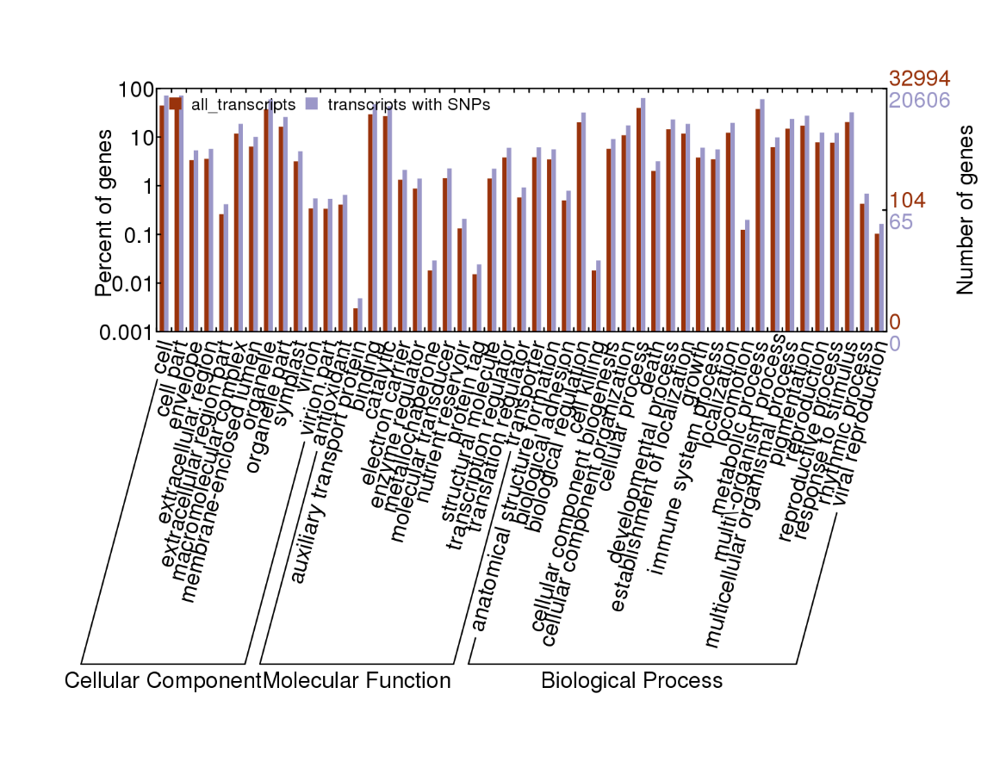 100
10
1
0.1
0.01
0.001
Percent of genes
all_transcripts
transcripts with SNPs
32994
20606
104
65
0
0
Number of genes
cell
cell part
envelope
extracellular region
extracellular region part
macromolecular complex
membrane-enclosed lumen
organelle
organelle part
symplast
virion
virion part
antioxidant
auxiliary transport protein
binding
catalytic
electron carrier
enzyme regulator
metallochaperone
molecular transducer
nutrient reservoir
protein tag
structural molecule
transcription regulator
translation regulator
transporter
anatomical structure formation
biological adhesion
biological regulation
cell killing
cellular component biogenesis
cellular component organization
cellular process
death
developmental process
establishment of localization
growth
immune system process
localization
locomotion
metabolic process
multi\-organism process
multicellular organismal process
pigmentation
reproduction
reproductive process
response to stimulus
rhythmic process
viral reproduction
Cellular Component
Molecular Function
Biological Process